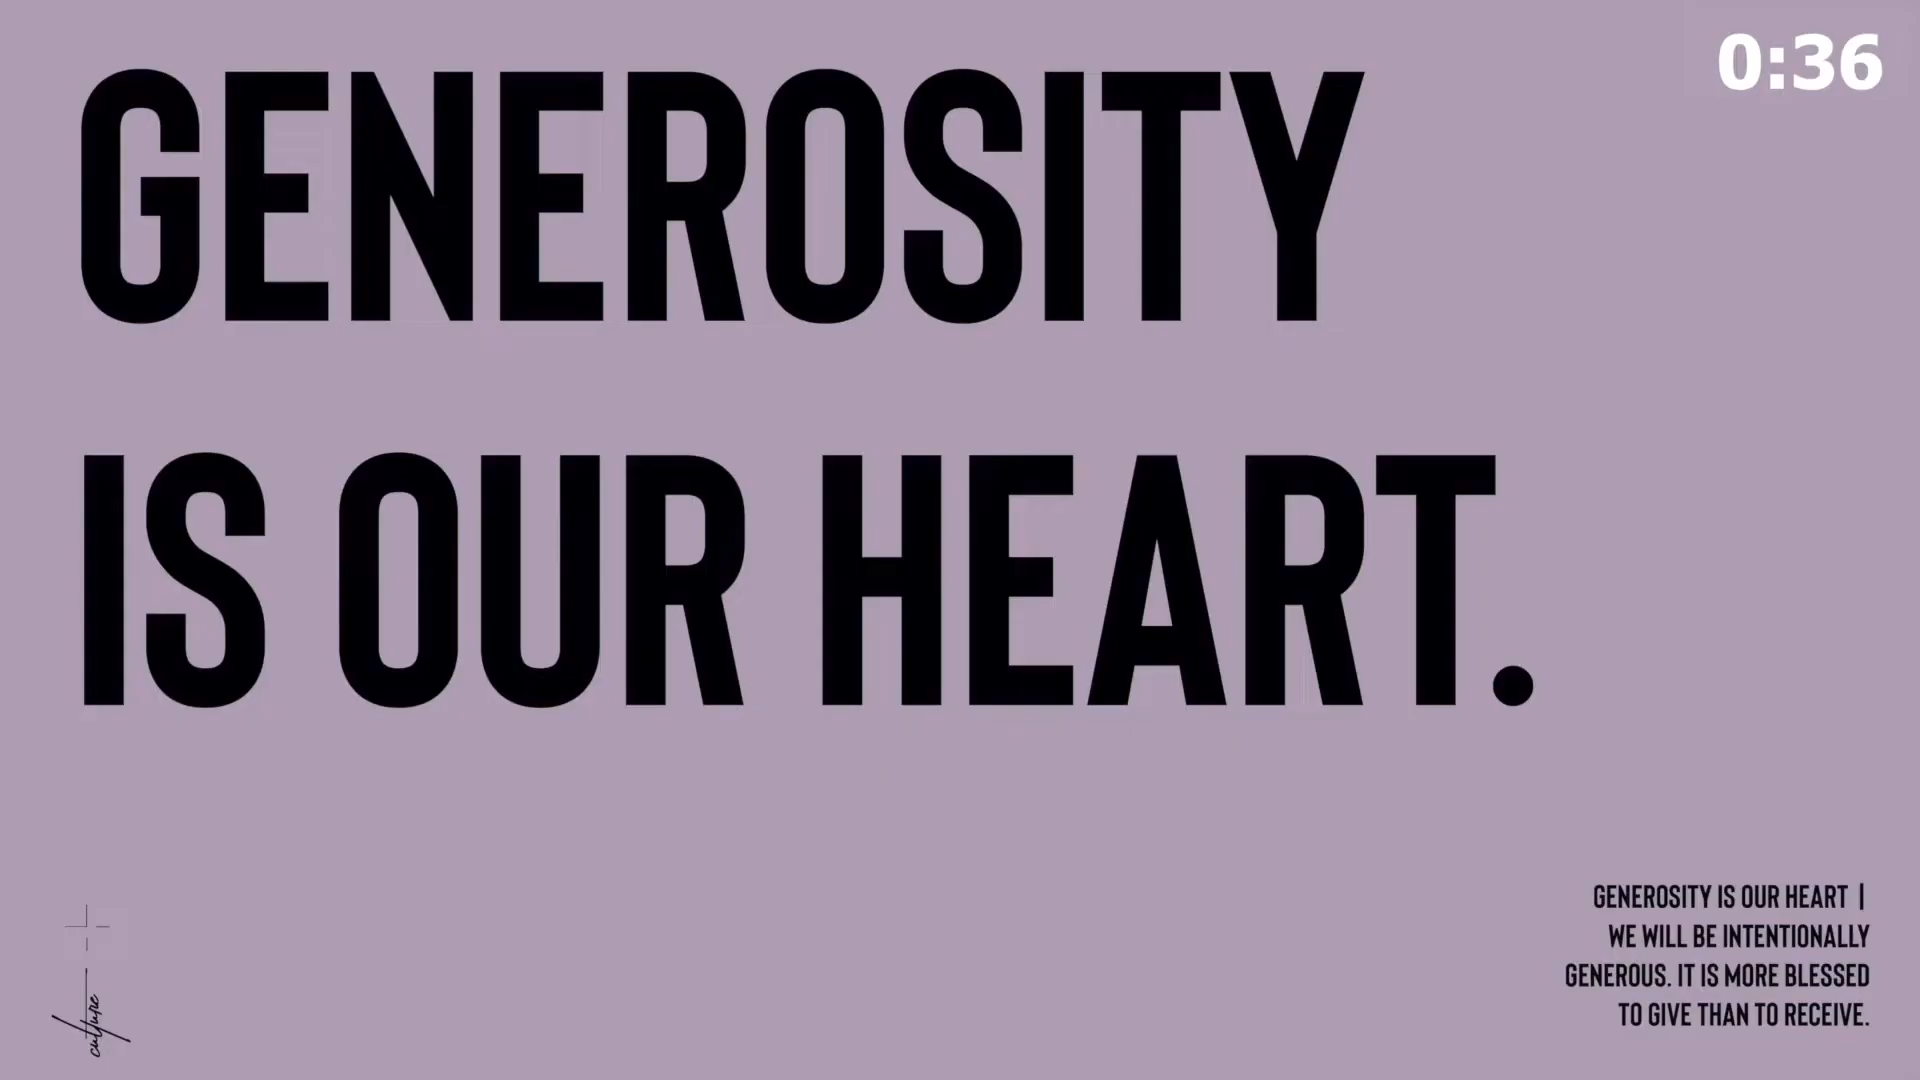 0:36
GENEROSITY
IS OUR HEART.
GENEROSITY IS OUR HEART |
WE WILL BE INTENTIONALLY
GENEROUS. IT IS MORE BLESSED
TO GIVE THAN TO RECEIVE.
culture